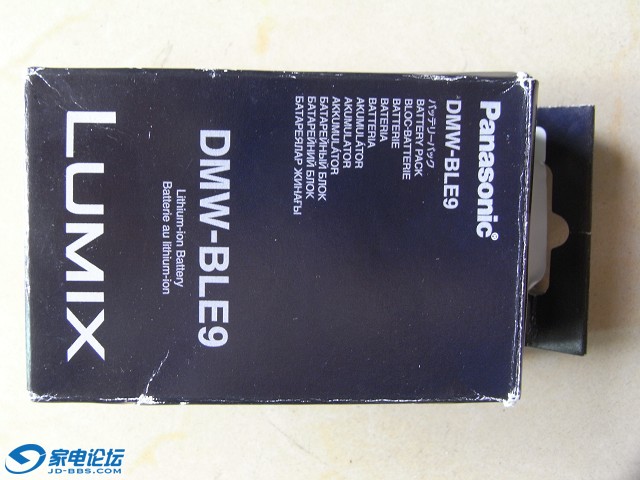 Panasonic®
DMW-BLE9
バッテリーパック
BATTERY PACK
BLOC-BATTERIE
BATTERIE
BATERIA
BATTERIA
AKUMULÁTOR
AKUMULATOR
AKKUMULÁTOR
БАТАРЕЙНЫЙ БЛОК
БАТАРЕЙНИЙ БЛОК
БАТАРЕЯЛАР ЖИНАҒЫ
DMW-BLE9
Lithium-ion Battery
Batterie au lithium-ion
LUMIX
家电论坛
JD-BBS.COM